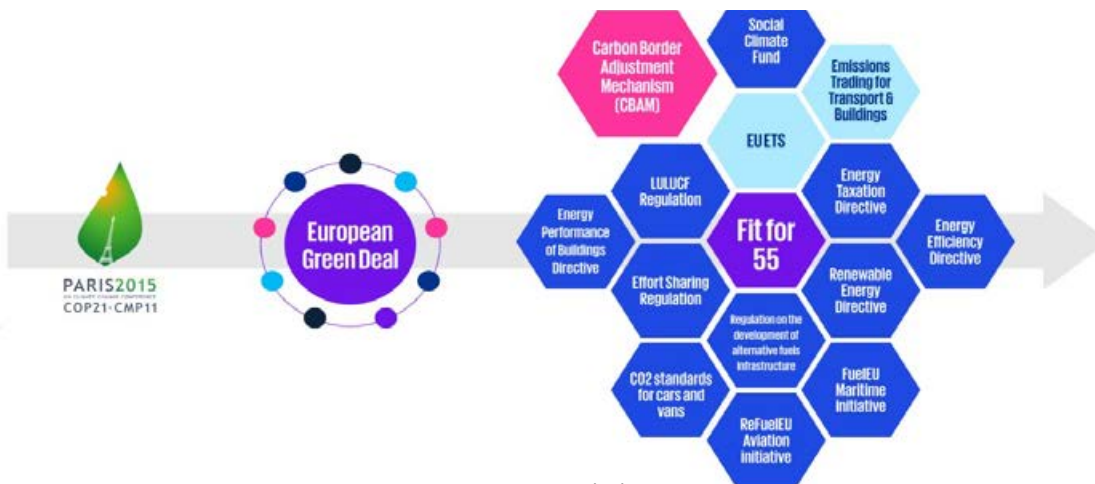 Social
Climate
Fund
Carbon Border
Adjustment
Mechanism
(CBAM)
Emissions
Trading for
Transport &
Buildings
EU ETS
LULUCF
Regulation
Energy
Taxation
Directive
PARIS2015
COP21·CMP11
European
Green Deal
Energy
Performance
of Buildings
Directive
Fit for
55
Energy
Efficiency
Directive
Effort Sharing
Regulation
Renewable
Energy
Directive
Regulation on the
development of
alternative fuels
infrastructure
CO2 standards
for cars and
vans
FuelEU
Maritime
initiative
ReFuelEU
Aviation
initiative